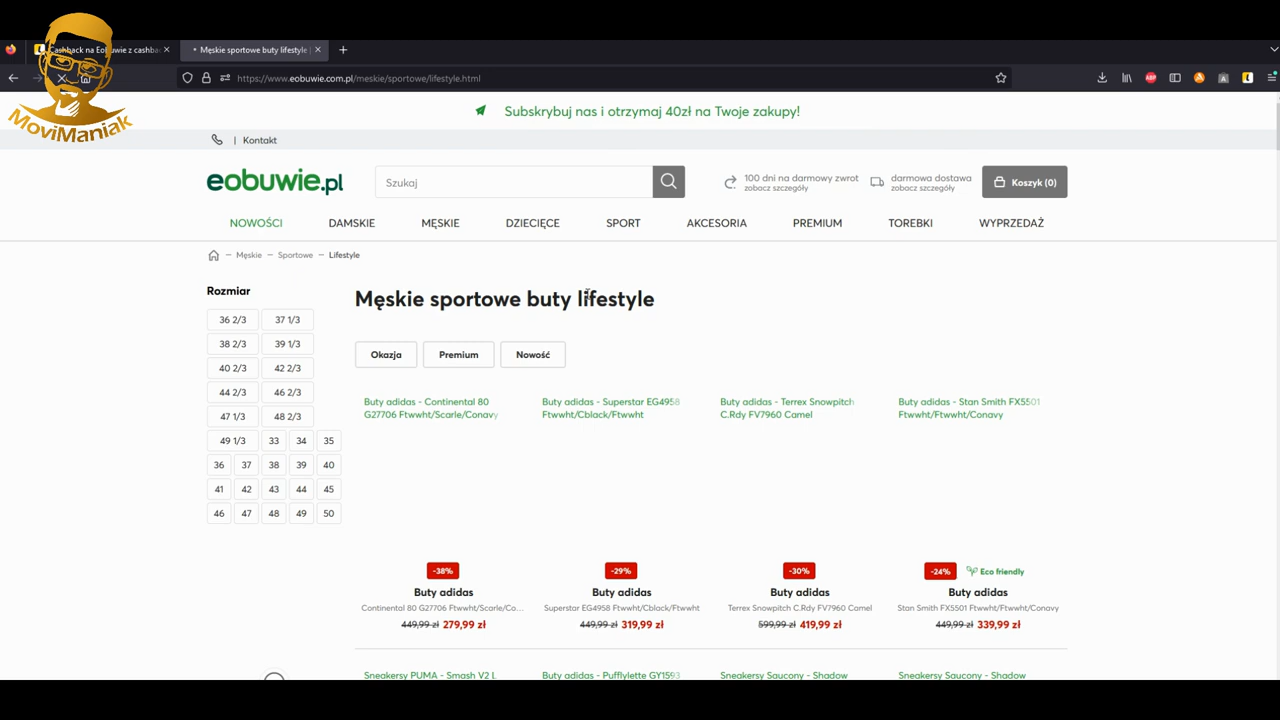 Cashback na Eobuwie z cashba
Męskie sportowe buty lifestyle
https://www.eobuwie.com.pl/meskie/sportowe/lifestyle.html
MoviManiak
Subskrybuj nas i otrzymaj 40zł na Twoje zakupy!
| Kontakt
eobuwie.pl
Szukaj
100 dni na darmowy zwrot
zobacz szczegóły
darmowa dostawa
zobacz szczegóły
Koszyk (0)
NOWOŚCI DAMSKIE MĘSKIE DZIECIĘCE SPORT AKCESORIA PREMIUM TOREBKI WYPRZEDAŻ
– Męskie – Sportowe – Lifestyle
Rozmiar
36 2/3 37 1/3
38 2/3 39 1/3
40 2/3 42 2/3
44 2/3 46 2/3
47 1/3 48 2/3
49 1/3 33 34 35
36 37 38 39 40
41 42 43 44 45
46 47 48 49 50
Męskie sportowe buty lifestyle
Okazja Premium Nowość
Buty adidas - Continental 80
G27706 Ftwwht/Scarle/Conavy
Buty adidas - Superstar EG4958
Ftwwht/Cblack/Ftwwht
Buty adidas - Terrex Snowpitch
C.Rdy FV7960 Camel
Buty adidas - Stan Smith FX5501
Ftwwht/Ftwwht/Conavy
-38%
Buty adidas
Continental 80 G27706 Ftwwht/Scarle/Co...
449,99 zł 279,99 zł
-29%
Buty adidas
Superstar EG4958 Ftwwht/Cblack/Ftwwht
449,99 zł 319,99 zł
-30%
Buty adidas
Terrex Snowpitch C.Rdy FV7960 Camel
599,99 zł 419,99 zł
-24% Eco friendly
Buty adidas
Stan Smith FX5501 Ftwwht/Ftwwht/Conavy
449,99 zł 339,99 zł
Sneakersy PUMA - Smash V2 L
Buty adidas - Pufflylette GY1593
Sneakersy Saucony - Shadow
Sneakersy Saucony - Shadow